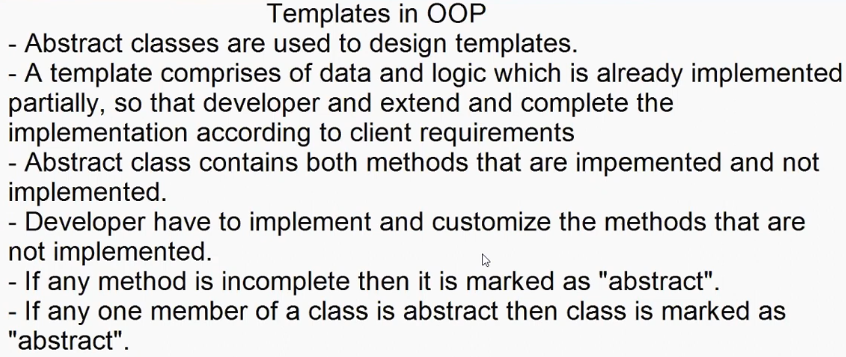 Templates in OOP
- Abstract classes are used to design templates.
- A template comprises of data and logic which is already implemented
partially, so that developer and extend and complete the
implementation according to client requirements
- Abstract class contains both methods that are impemented and not
implemented.
- Developer have to implement and customize the methods that are
not implemented.
- If any method is incomplete then it is marked as "abstract".
- If any one member of a class is abstract then class is marked as
"abstract".